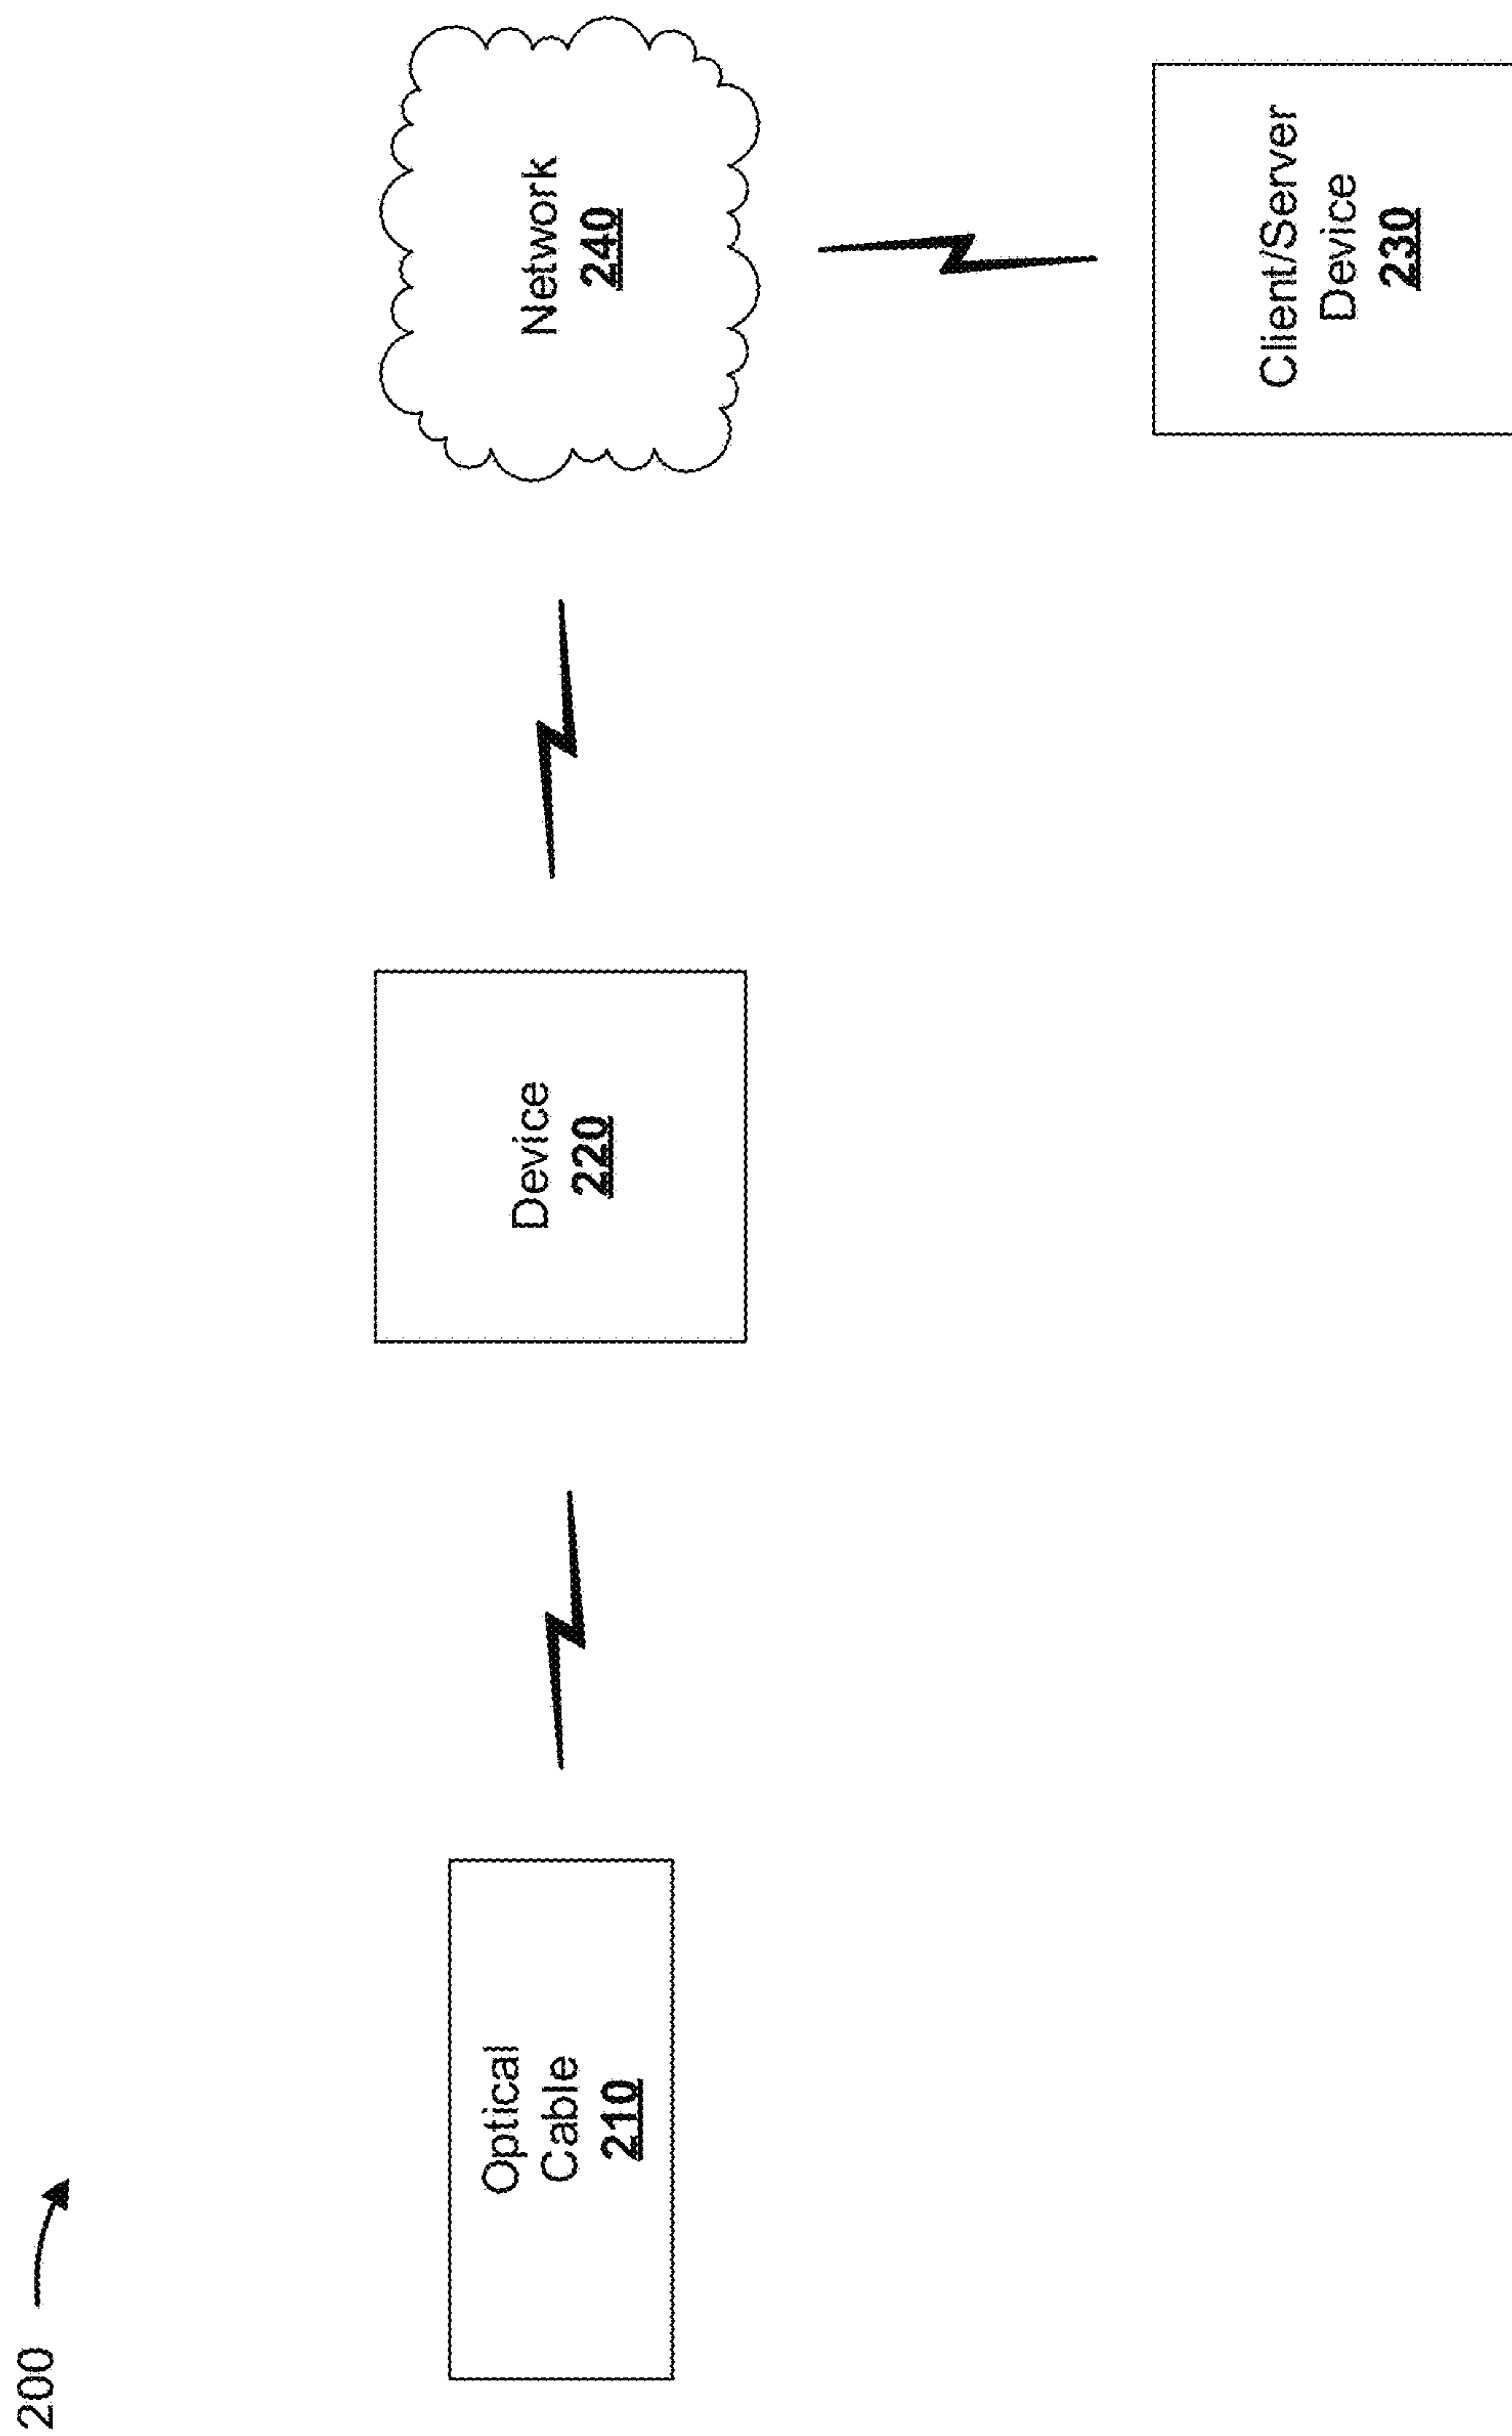 200
Optical
Cable
210
Device
220
Network
240
Client/Server
Device
230